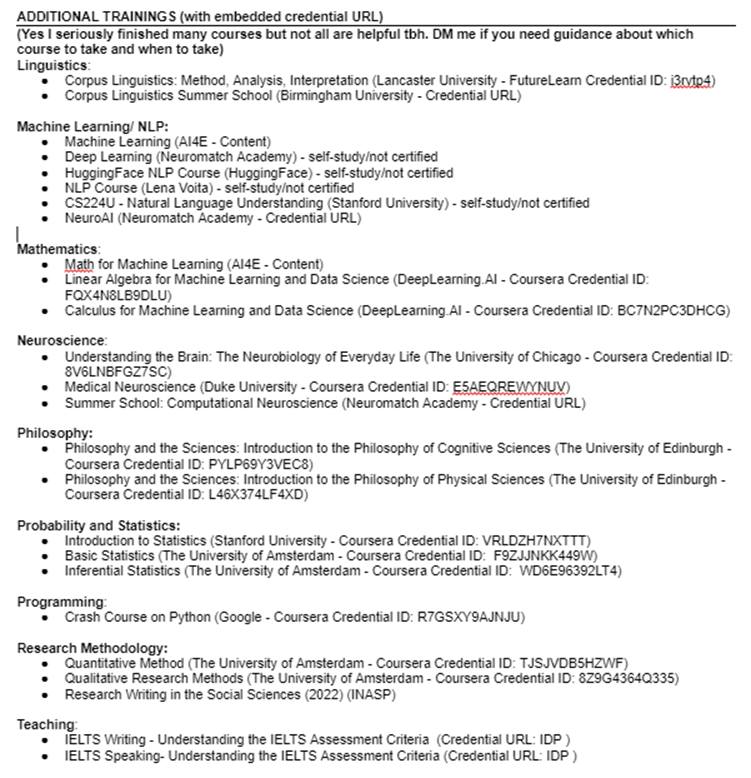 ADDITIONAL TRAININGS (with embedded credential URL)
(Yes I seriously finished many courses but not all are helpful tbh. DM me if you need guidance about which
course to take and when to take)
Linguistics:
• Corpus Linguistics: Method, Analysis, Interpretation (Lancaster University - FutureLearn Credential ID: i3rvtp4)
• Corpus Linguistics Summer School (Birmingham University - Credential URL)
Machine Learning/ NLP:
• Machine Learning (AI4E - Content)
• Deep Learning (Neuromatch Academy) - self-study/not certified
• HuggingFace NLP Course (HuggingFace) - self-study/not certified
• NLP Course (Lena Voita) - self-study/not certified
• CS224U - Natural Language Understanding (Stanford University) - self-study/not certified
• NeuroAI (Neuromatch Academy - Credential URL)
Mathematics:
• Math for Machine Learning (AI4E - Content)
• Linear Algebra for Machine Learning and Data Science (DeepLearning.AI - Coursera Credential ID:
FQX4N8LB9DLU)
• Calculus for Machine Learning and Data Science (DeepLearning.AI - Coursera Credential ID: BC7N2PC3DHCG)
Neuroscience:
• Understanding the Brain: The Neurobiology of Everyday Life (The University of Chicago - Coursera Credential ID:
8V6LNBFGZ7SC)
• Medical Neuroscience (Duke University - Coursera Credential ID: E5AEQREWYNUV)
• Summer School: Computational Neuroscience (Neuromatch Academy - Credential URL)
Philosophy:
• Philosophy and the Sciences: Introduction to the Philosophy of Cognitive Sciences (The University of Edinburgh -
Coursera Credential ID: PYLP69Y3VEC8)
• Philosophy and the Sciences: Introduction to the Philosophy of Physical Sciences (The University of Edinburgh -
Coursera Credential ID: L46X374LF4XD)
Probability and Statistics:
• Introduction to Statistics (Stanford University - Coursera Credential ID: VRLDZH7NXTTT)
• Basic Statistics (The University of Amsterdam - Coursera Credential ID: F9ZJJNKK449W)
• Inferential Statistics (The University of Amsterdam - Coursera Credential ID: WD6E96392LT4)
Programming:
• Crash Course on Python (Google - Coursera Credential ID: R7GSXY9AJNJU)
Research Methodology:
• Quantitative Method (The University of Amsterdam - Coursera Credential ID: TJSJVDB5HZWF)
• Qualitative Research Methods (The University of Amsterdam - Coursera Credential ID: 8Z9G4364Q335)
• Research Writing in the Social Sciences (2022) (INASP)
Teaching:
• IELTS Writing - Understanding the IELTS Assessment Criteria (Credential URL: IDP )
• IELTS Speaking- Understanding the IELTS Assessment Criteria (Credential URL: IDP )